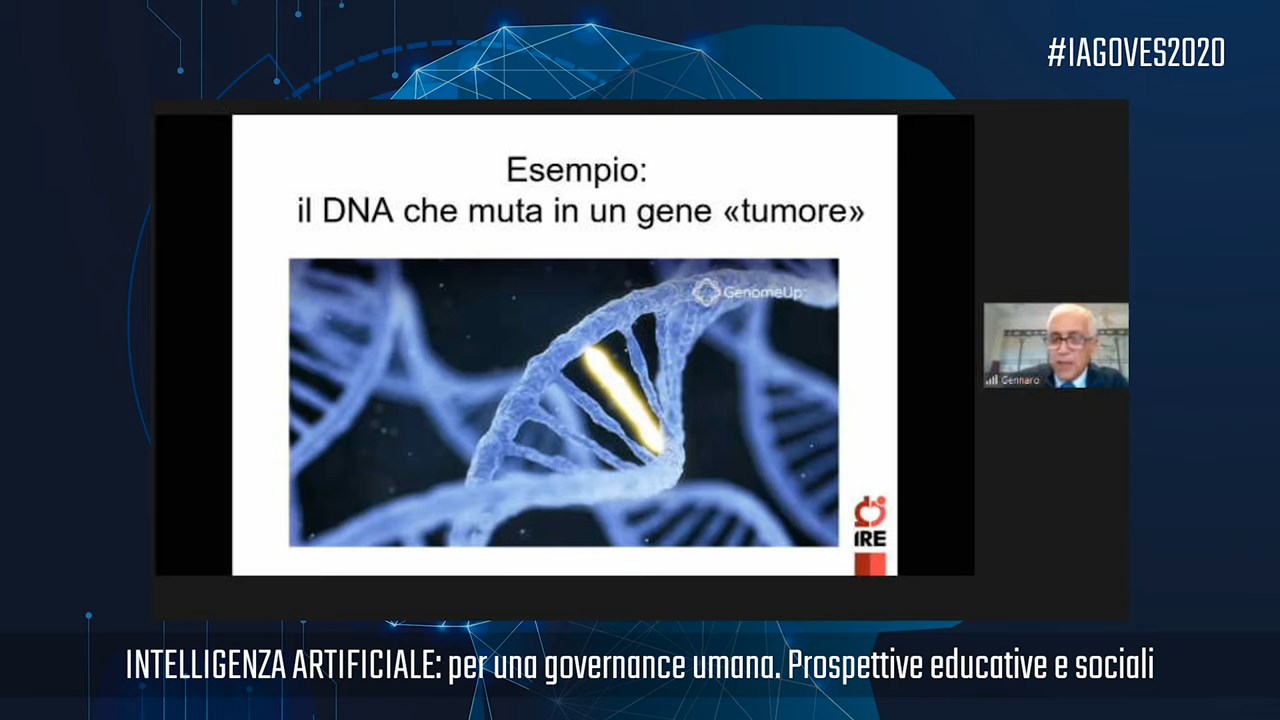 #IAGOVES2020
Esempio:
il DNA che muta in un gene «tumore»
GenomeUp
IRE
Gennaro
INTELLIGENZA ARTIFICIALE: per una governance umana. Prospettive educative e sociali